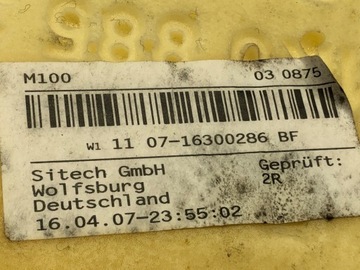 M100 03 0875
W1 11 07-16300286 BF
Sitech GmbH Geprüft:
Wolfsburg 2R
Deutschland
16.04.07-23:55:02